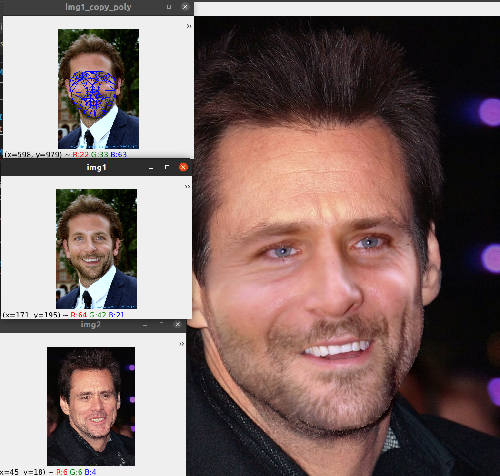 Img1_copy_poly
(x=598, y=979) ~ R:22 G:33 B:63
img1
(x=171, y=195) ~ R:64 G:42 B:21
img2
x=45, y=18) ~ R:6 G:6 B:4